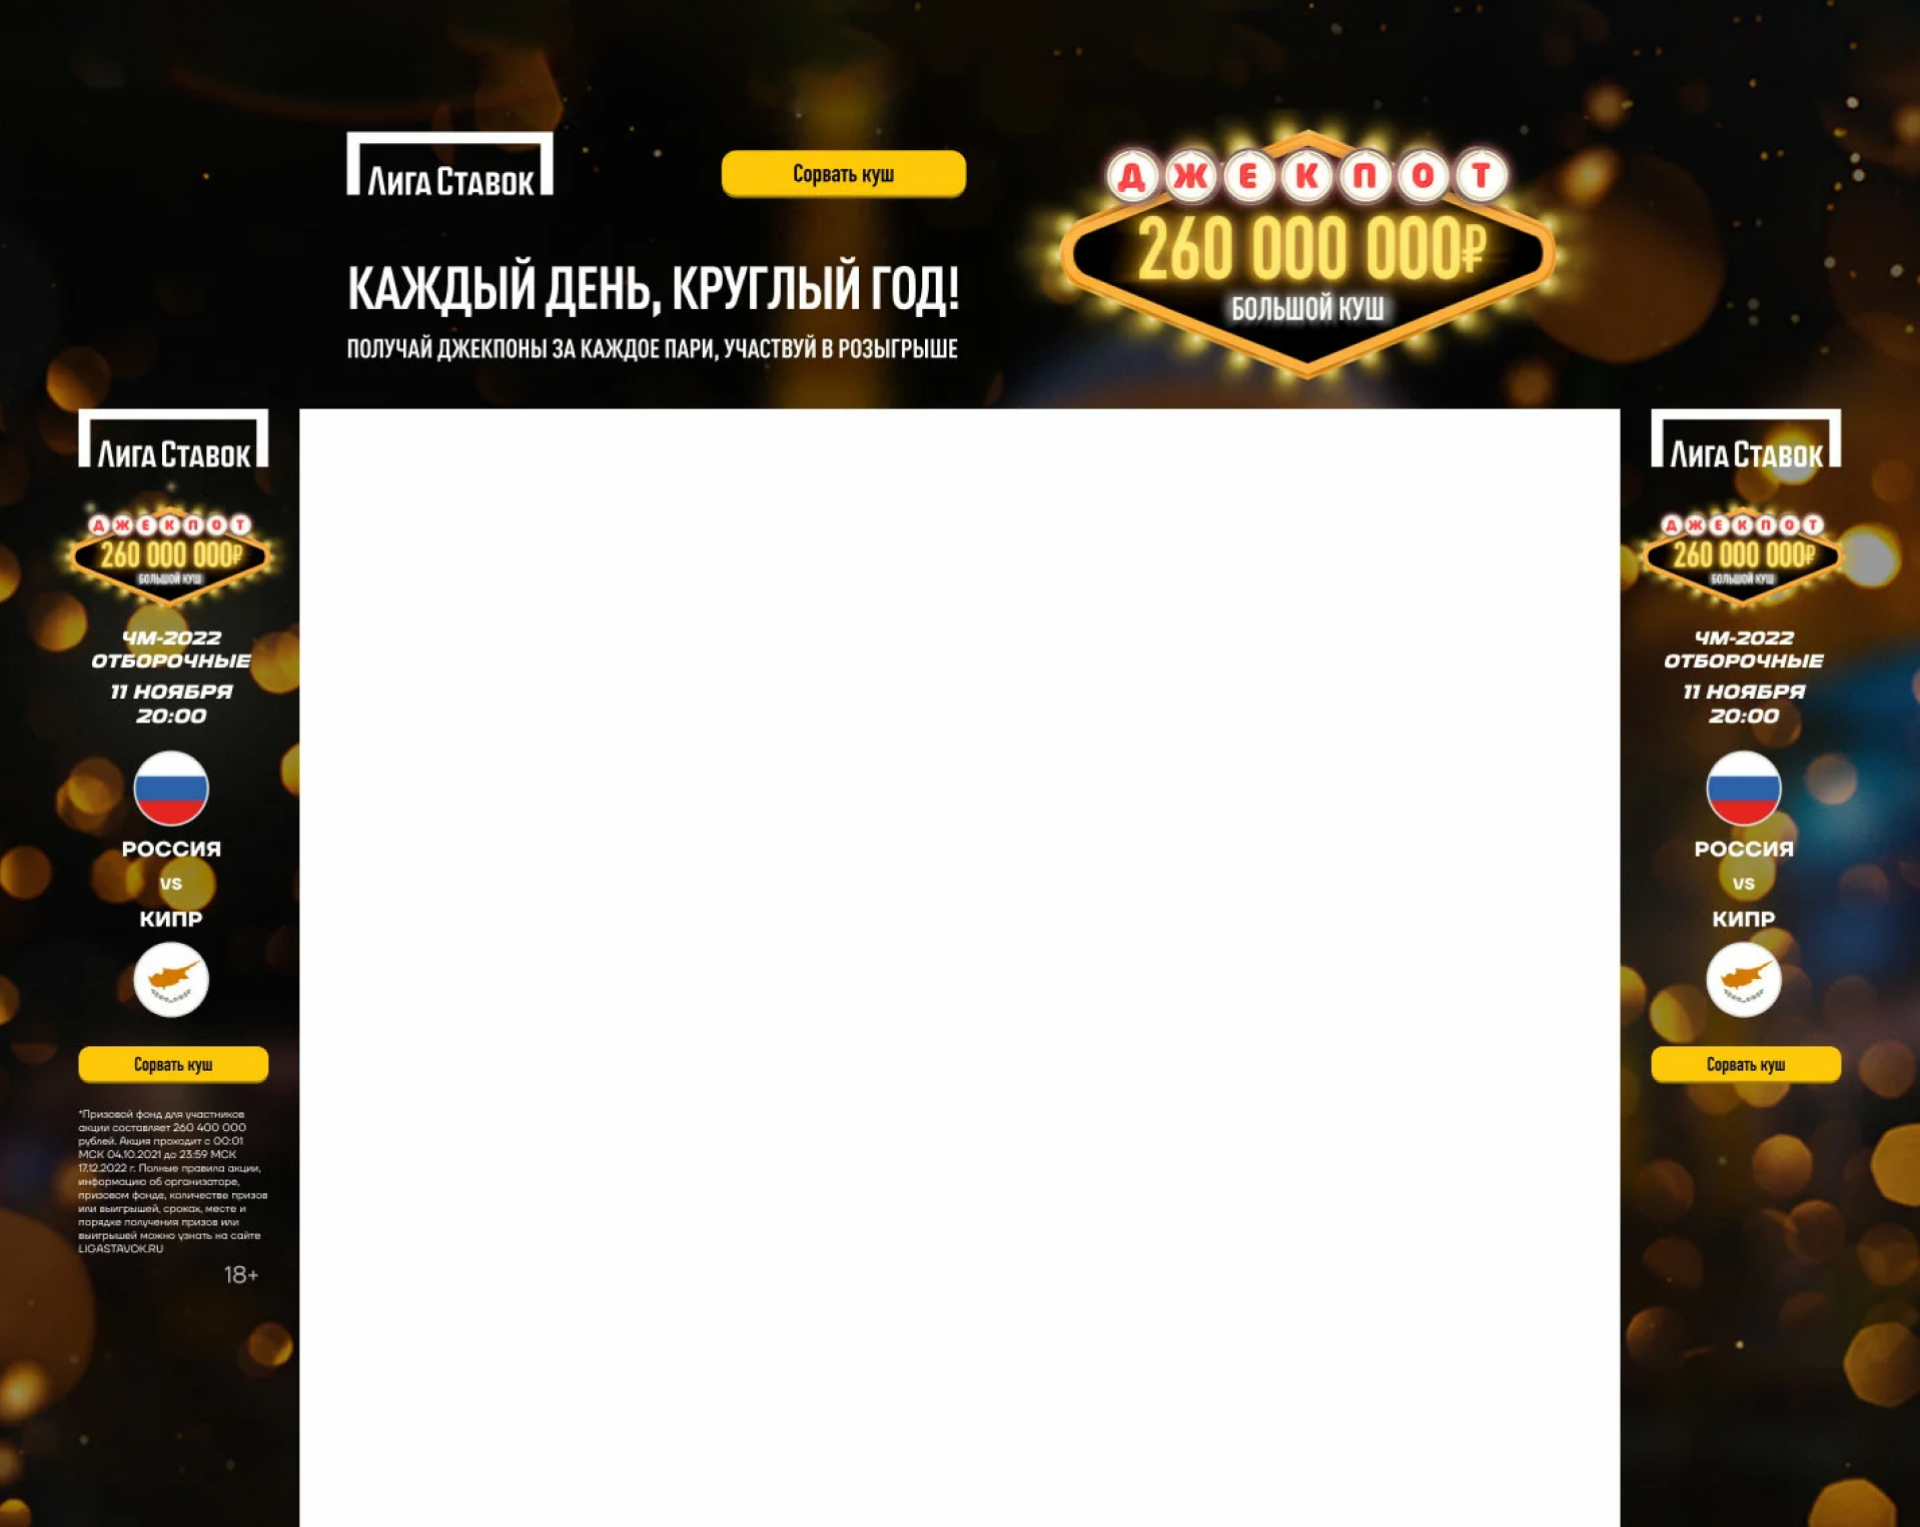 Лига Ставок
Сорвать куш
ДЖЕКПОТ
260 000 000₽
БОЛЬШОЙ КУШ
КАЖДЫЙ ДЕНЬ, КРУГЛЫЙ ГОД!
ПОЛУЧАЙ ДЖЕКПОНЫ ЗА КАЖДОЕ ПАРИ, УЧАСТВУЙ В РОЗЫГРЫШЕ
Лига Ставок
ДЖЕКПОТ
260 000 000₽
БОЛЬШОЙ КУШ
ЧМ-2022
ОТБОРОЧНЫЕ
11 НОЯБРЯ
20:00
РОССИЯ
VS
КИПР
Сорвать куш
*Призовой фонд для участников
акции составляет 260 400 000
рублей. Акция проходит с 00:01
МСК 04.10.2021 до 23:59 МСК
17.12.2022 г. Полные правила акции,
информацию об организаторе,
призовом фонде, количестве призов
или выигрышей, сроках, месте и
порядке получения призов или
выигрышей можно узнать на сайте
LIGASTAVOK.RU
18+
Лига Ставок
ДЖЕКПОТ
260 000 000₽
БОЛЬШОЙ КУШ
ЧМ-2022
ОТБОРОЧНЫЕ
11 НОЯБРЯ
20:00
РОССИЯ
VS
КИПР
Сорвать куш